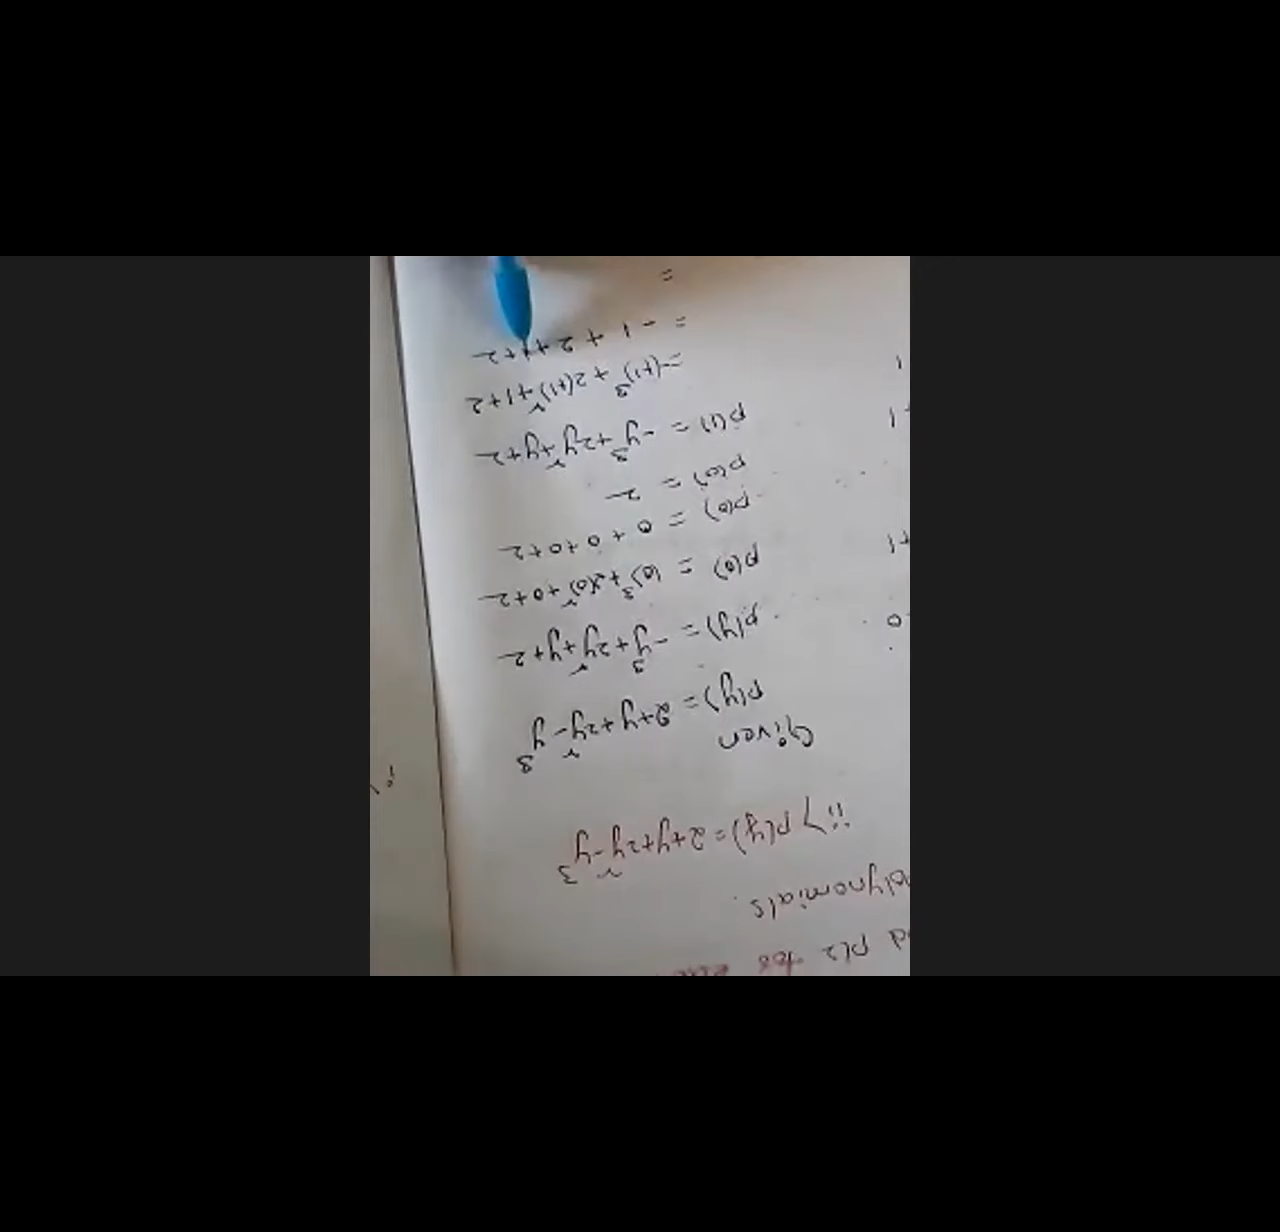 d P(2 for
olynomials.
ii) P(y) = 2+y+2y²-y³
Given
P(y) = 2+y+2y²-y³
P(y) = -y³+2y²+y+2
P(0) = (0)³+2(0)²+0+2
P(0) = 0+0+0+2
P(0) = 2
P(1) = -y³+2y²+y+2
= -(+1)³+2(+1)²+1+2
= -1+2+1+2
=